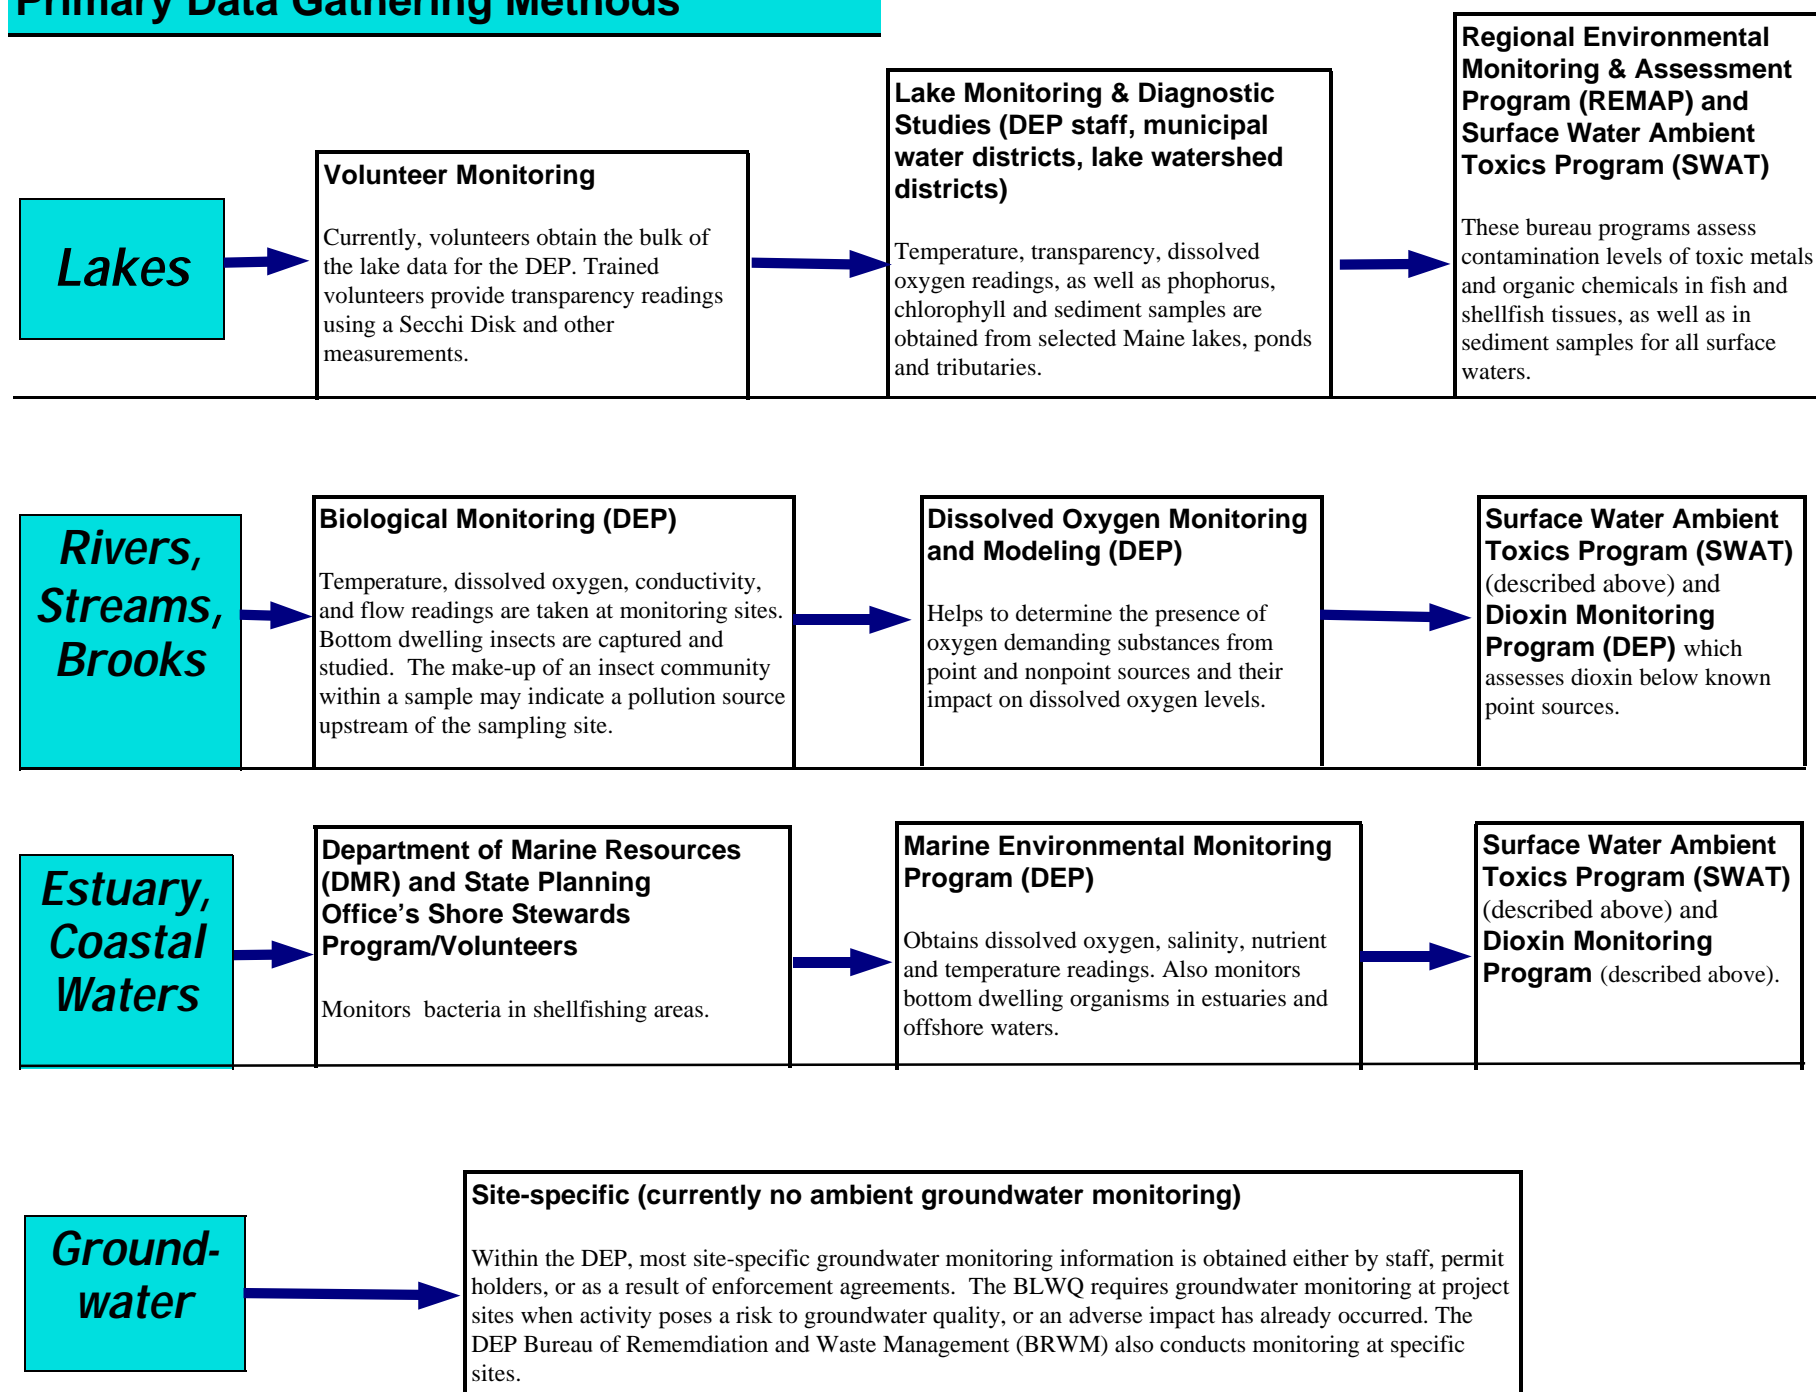 Primary Data Gathering Methods
Lakes
Volunteer Monitoring
Currently, volunteers obtain the bulk of
the lake data for the DEP. Trained
volunteers provide transparency readings
using a Secchi Disk and other
measurements.
Lake Monitoring & Diagnostic
Studies (DEP staff, municipal
water districts, lake watershed
districts)
Temperature, transparency, dissolved
oxygen readings, as well as phophorus,
chlorophyll and sediment samples are
obtained from selected Maine lakes, ponds
and tributaries.
Regional Environmental
Monitoring & Assessment
Program (REMAP) and
Surface Water Ambient
Toxics Program (SWAT)
These bureau programs assess
contamination levels of toxic metals
and organic chemicals in fish and
shellfish tissues, as well as in
sediment samples for all surface
waters.
Rivers,
Streams,
Brooks
Biological Monitoring (DEP)
Temperature, dissolved oxygen, conductivity,
and flow readings are taken at monitoring sites.
Bottom dwelling insects are captured and
studied.  The make-up of an insect community
within a sample may indicate a pollution source
upstream of the sampling site.
Dissolved Oxygen Monitoring
and Modeling (DEP)
Helps to determine the presence of
oxygen demanding substances from
point and nonpoint sources and their
impact on dissolved oxygen levels.
Surface Water Ambient
Toxics Program (SWAT)
(described above) and
Dioxin Monitoring
Program (DEP) which
assesses dioxin below known
point sources.
Estuary,
Coastal
Waters
Department of Marine Resources
(DMR) and State Planning
Office’s Shore Stewards
Program/Volunteers
Monitors  bacteria in shellfishing areas.
Marine Environmental Monitoring
Program (DEP)
Obtains dissolved oxygen, salinity, nutrient
and temperature readings. Also monitors
bottom dwelling organisms in estuaries and
offshore waters.
Surface Water Ambient
Toxics Program (SWAT)
(described above) and
Dioxin Monitoring
Program (described above).
Ground-
water
Site-specific (currently no ambient groundwater monitoring)
Within the DEP, most site-specific groundwater monitoring information is obtained either by staff, permit
holders, or as a result of enforcement agreements.  The BLWQ requires groundwater monitoring at project
sites when activity poses a risk to groundwater quality, or an adverse impact has already occurred. The
DEP Bureau of Rememdiation and Waste Management (BRWM) also conducts monitoring at specific
sites.